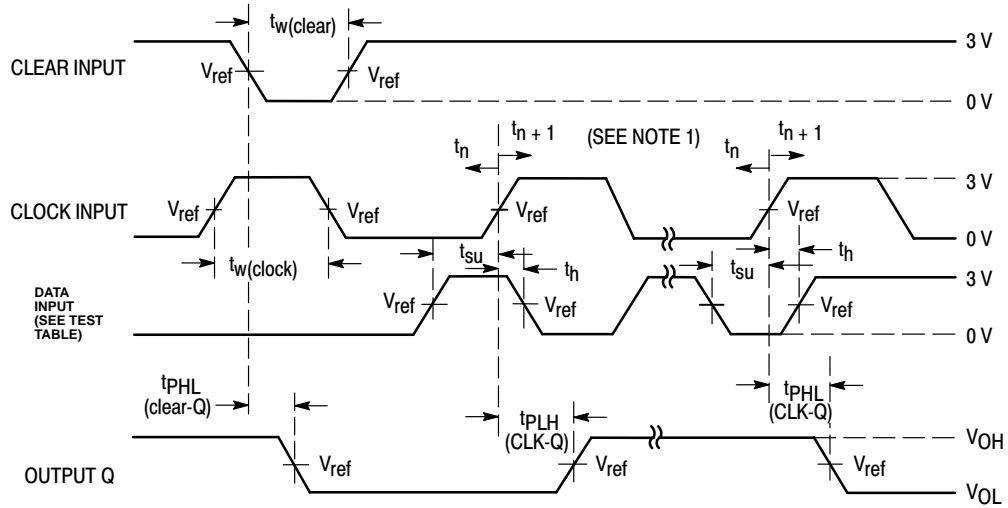 tw(clear)
3 V
CLEAR INPUT
Vref
Vref
0 V
tn
tn + 1
(SEE NOTE 1)
tn
tn + 1
3 V
CLOCK INPUT
Vref
Vref
Vref
Vref
0 V
tw(clock)
tsu
th
tsu
th
3 V
DATA
INPUT
(SEE TEST
TABLE)
Vref
Vref
Vref
0 V
tPHL
(clear-Q)
tPLH
(CLK-Q)
tPHL
(CLK-Q)
VOH
OUTPUT Q
Vref
Vref
Vref
VOL